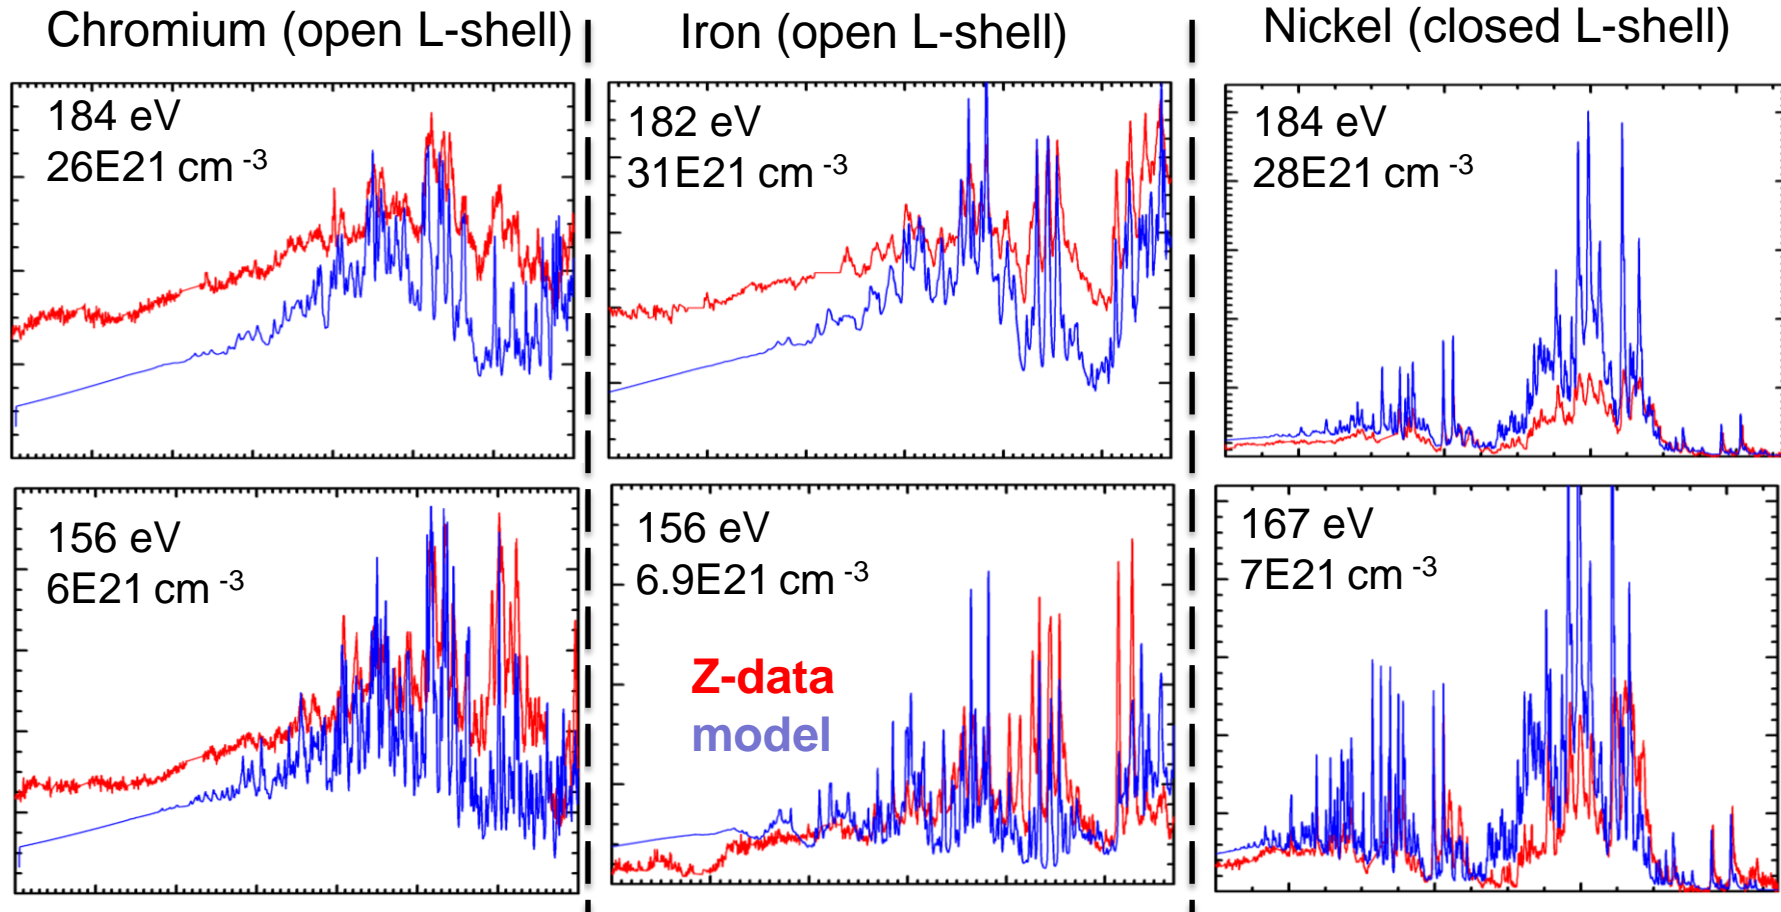 Chromium (open L-shell)
Iron (open L-shell)
Nickel (closed L-shell)
184 eV
26E21 cm -3
182 eV
31E21 cm -3
184 eV
28E21 cm -3
156 eV
6E21 cm -3
156 eV
6.9E21 cm -3
Z-data
model
167 eV
7E21 cm -3